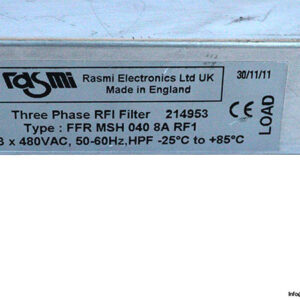 rasmi
Rasmi Electronics Ltd UK
Made in England
30/11/11
Three Phase RFI Filter 214953
Type : FFR MSH 040 8A RF1
3 x 480VAC, 50-60Hz,HPF -25°C to +85°C
CE
LOAD